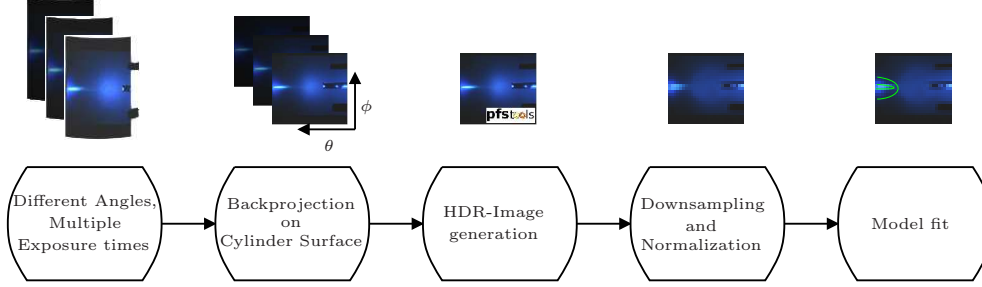 ϕ
θ
pfstools
Different Angles,
Multiple
Exposure times
Backprojection
on
Cylinder Surface
HDR-Image
generation
Downsampling
and
Normalization
Model fit